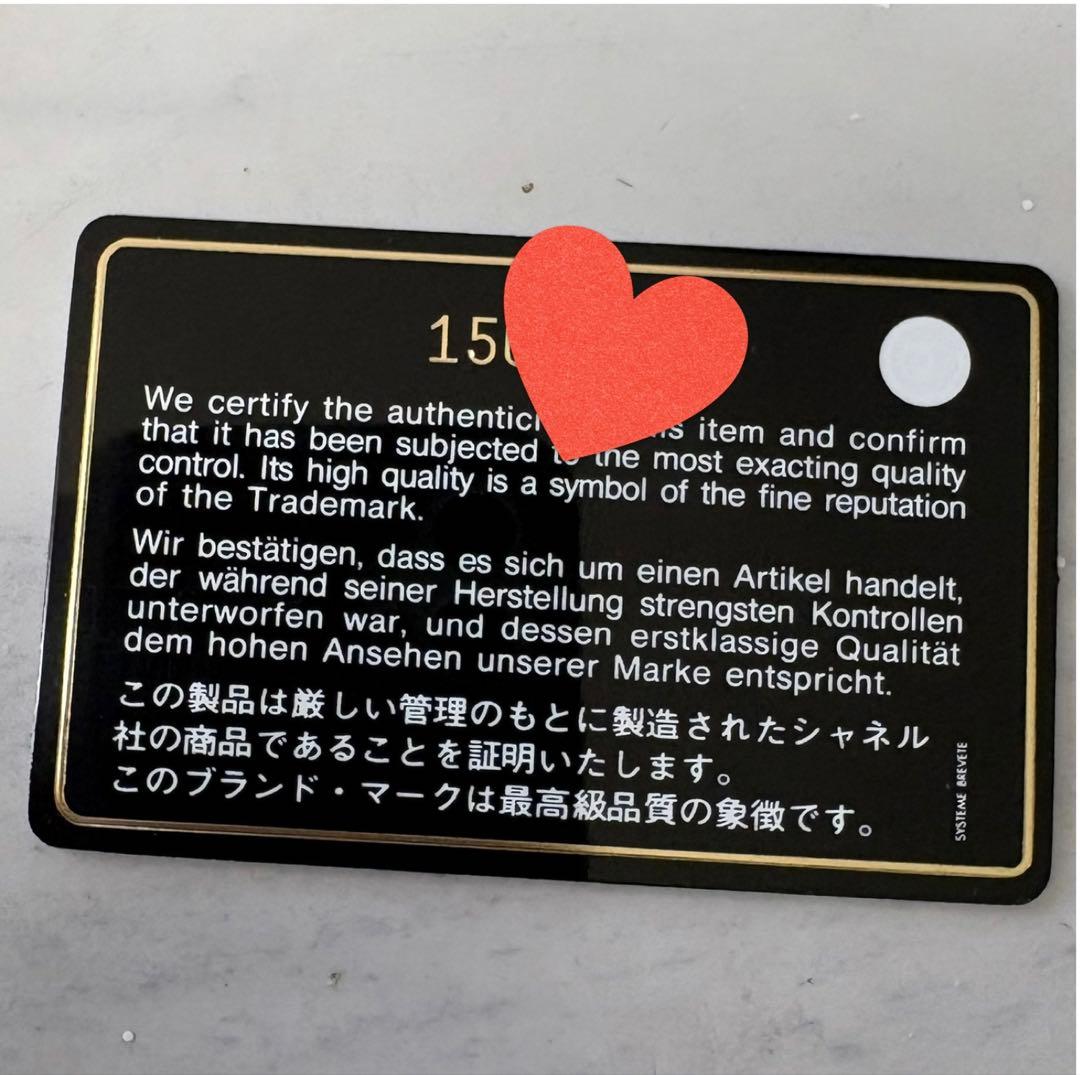 150
We certify the authentici s item and confirm
that it has been subjected to the most exacting quality
control. Its high quality is a symbol of the fine reputation
of the Trademark.
Wir bestätigen, dass es sich um einen Artikel handelt,
der während seiner Herstellung strengsten Kontrollen
unterworfen war, und dessen erstklassige Qualität
dem hohen Ansehen unserer Marke entspricht.
この製品は厳しい管理のもとに製造されたシャネル
社の商品であることを証明いたします。
このブランド・マークは最高級品質の象徴です。
SYSTEME BREVETE